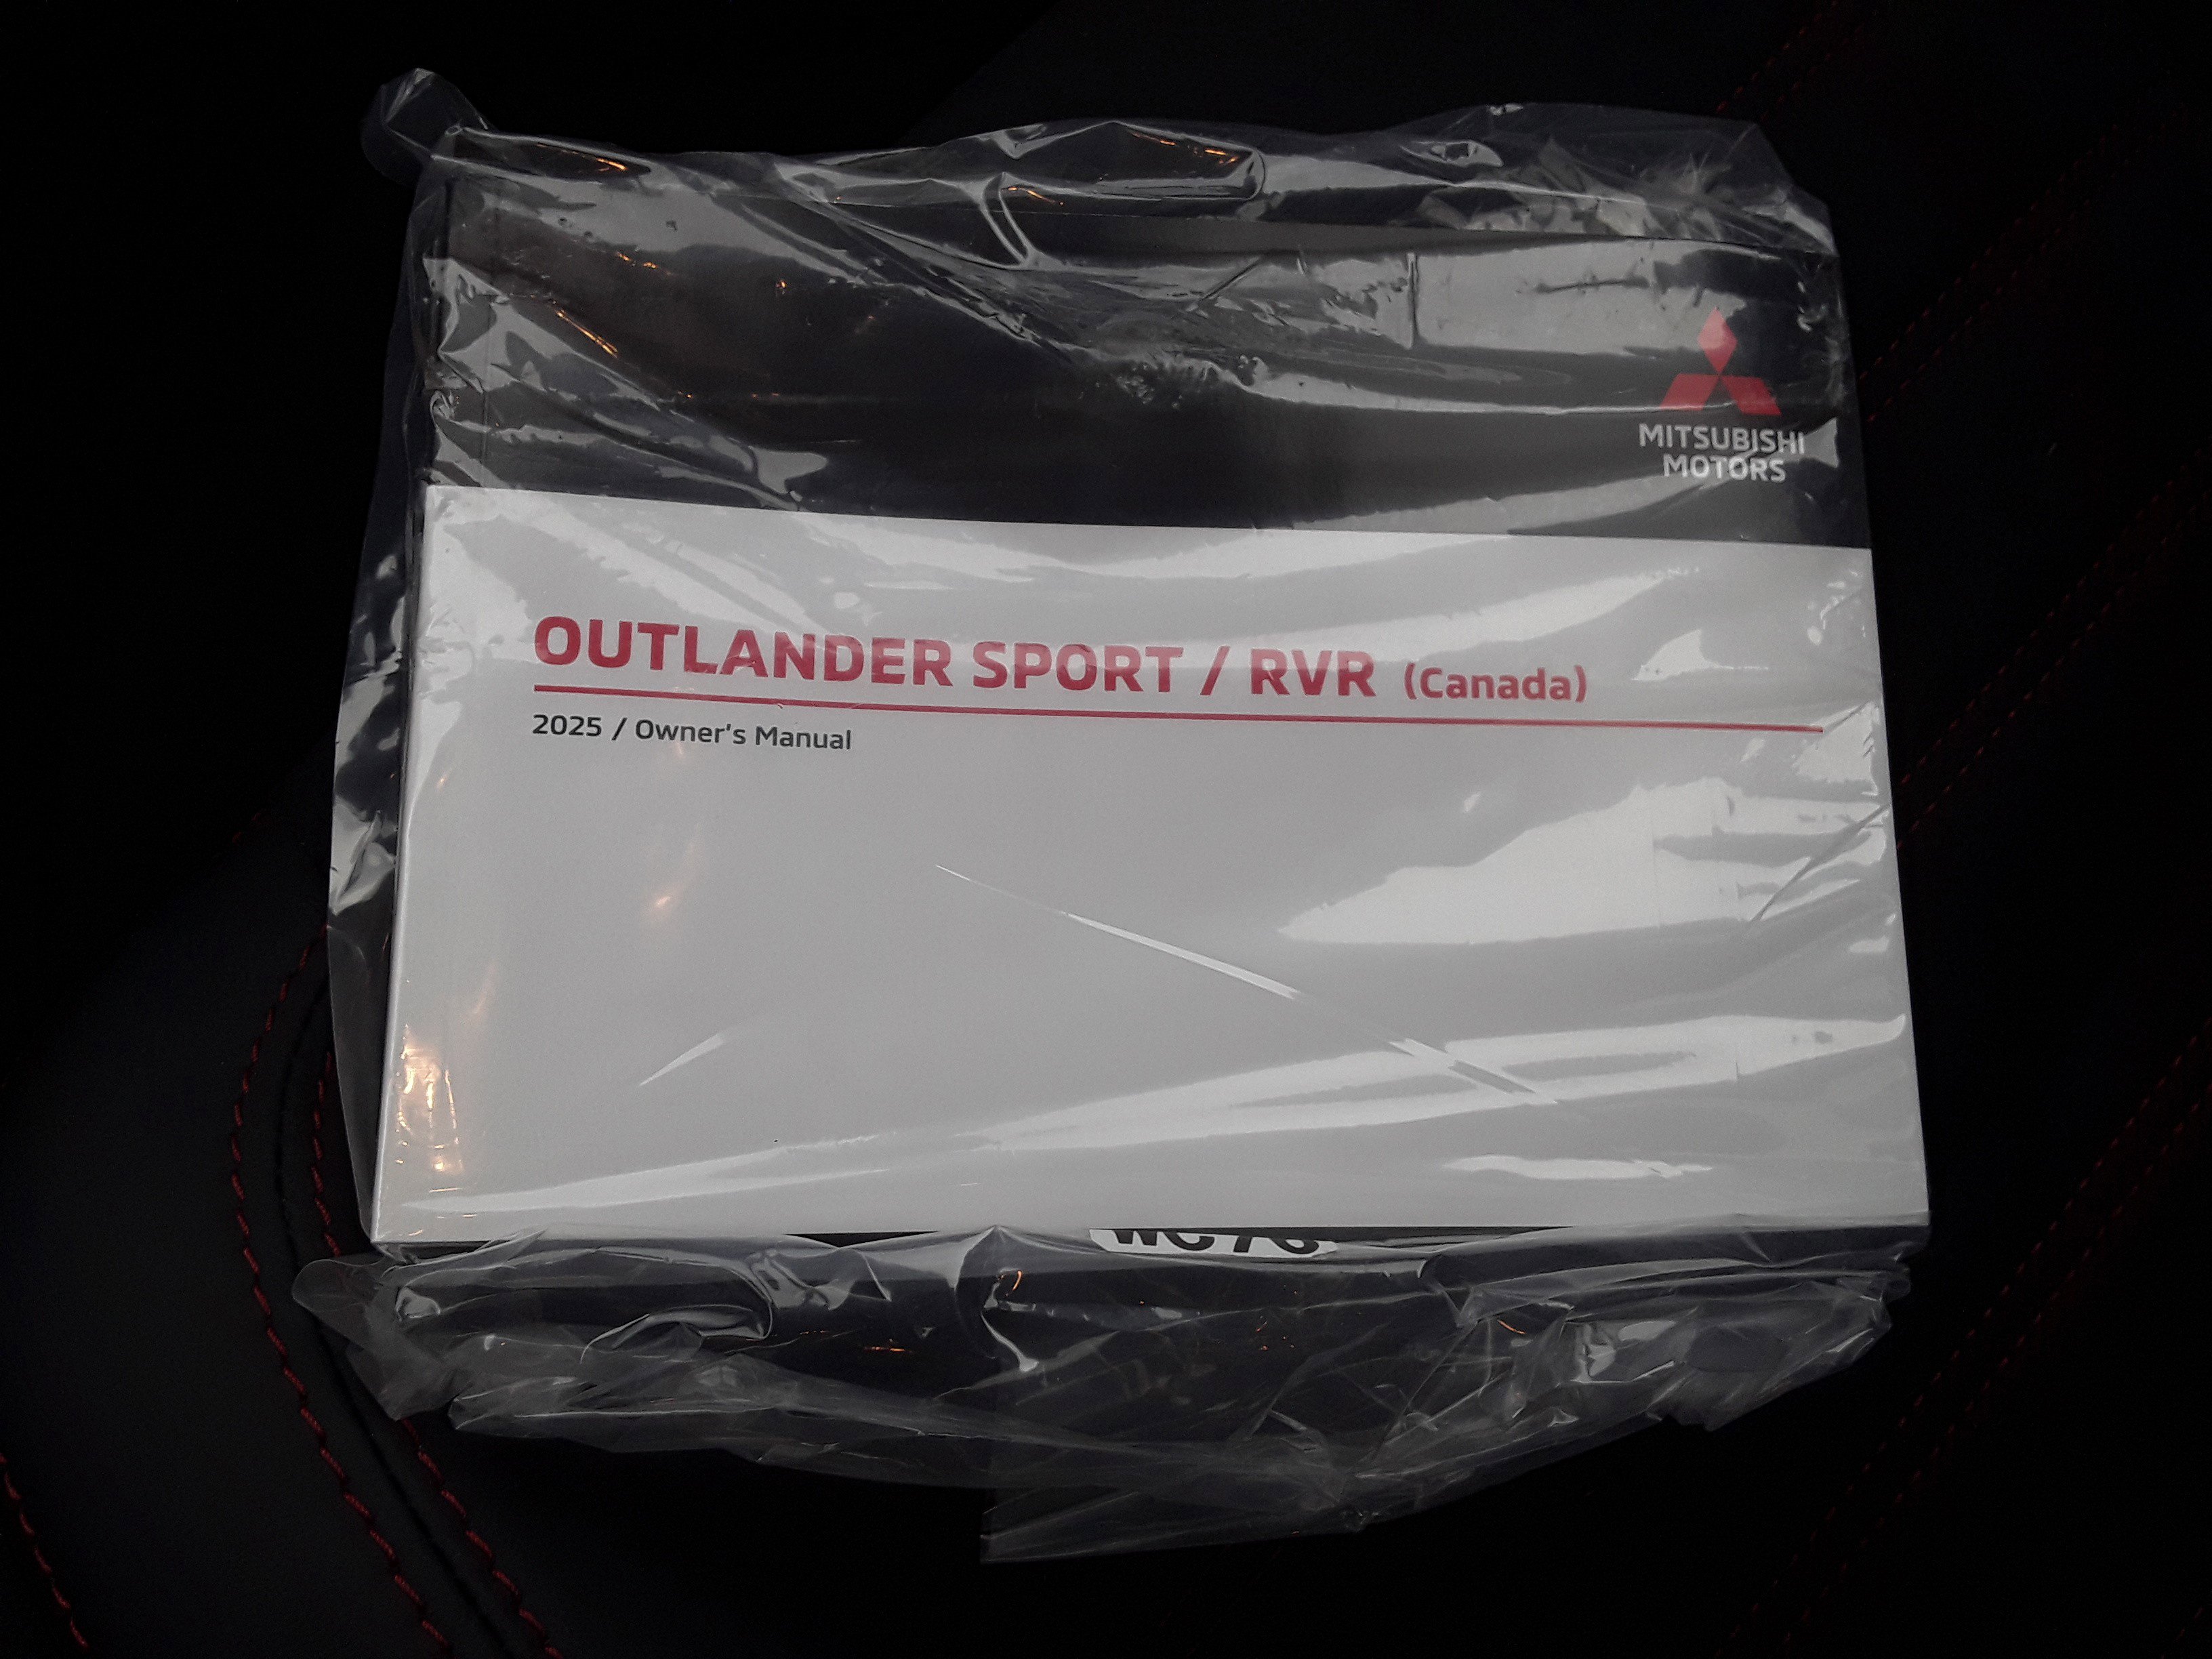 MITSUBISHI
MOTORS
OUTLANDER SPORT / RVR (Canada)
2025 / Owner's Manual